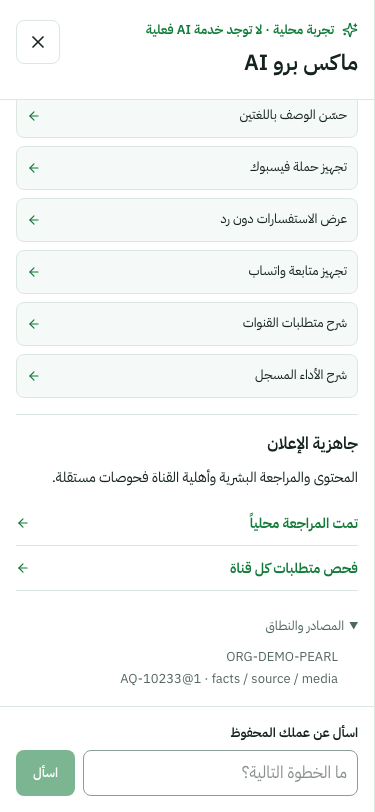 تجربة محلية · لا توجد خدمة AI فعلية
ماكس برو AI
حسّن الوصف باللغتين
تجهيز حملة فيسبوك
عرض الاستفسارات دون رد
تجهيز متابعة واتساب
شرح متطلبات القنوات
شرح الأداء المسجل
جاهزية الإعلان
المحتوى والمراجعة البشرية وأهلية القناة فحوصات مستقلة.
تمت المراجعة محلياً
فحص متطلبات كل قناة
المصادر والنطاق
ORG-DEMO-PEARL
AQ-10233@1 · facts / source / media
اسأل عن عملك المحفوظ
ما الخطوة التالية؟
اسأل